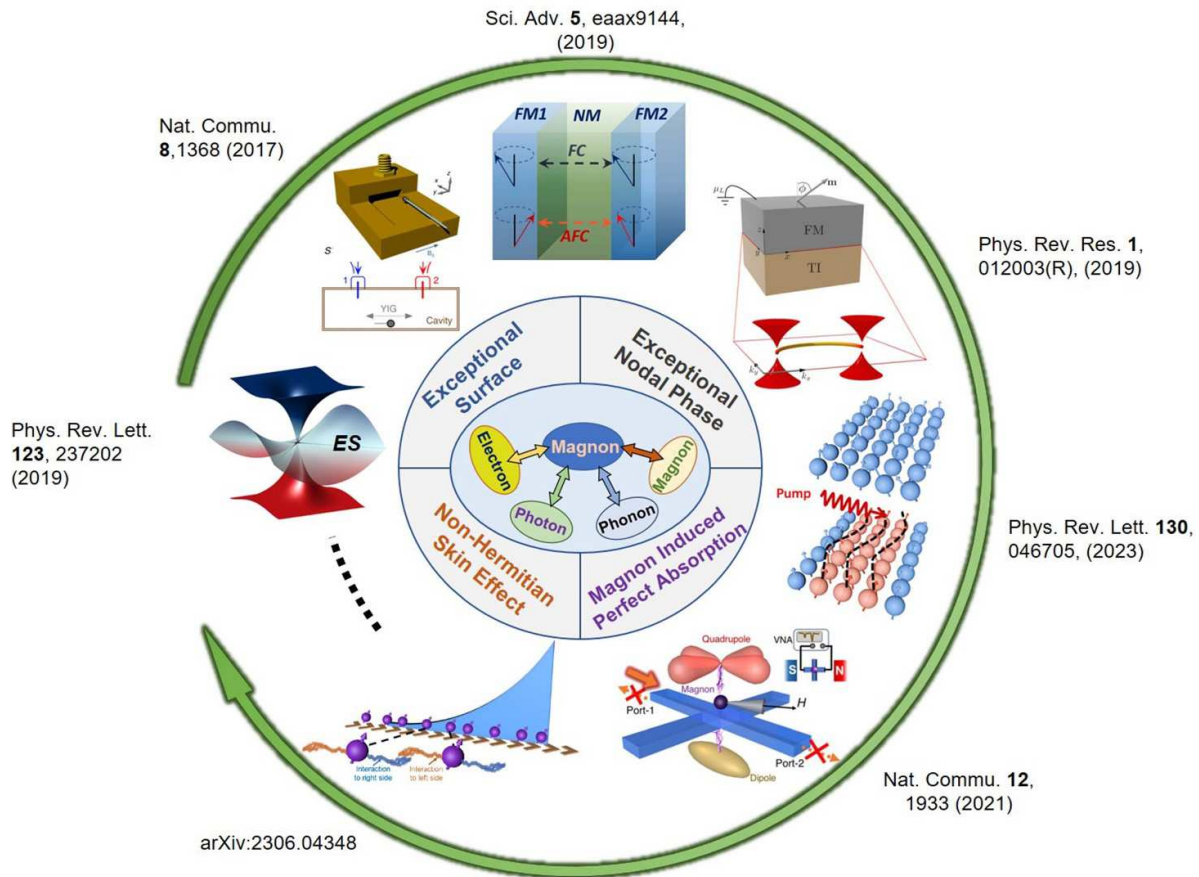 Sci. Adv. 5, eaax9144,
(2019)
Nat. Commu.
8,1368 (2017)
FM1
NM
FM2
FC
AFC
z
x
y
B₀
S
1
2
YIG
Cavity
μL
ϕ
m
FM
z
y
x
TI
ky
kx
Phys. Rev. Res. 1,
012003(R), (2019)
Exceptional
Surface
Exceptional
Nodal Phase
Electron
Magnon
Magnon
Photon
Phonon
Non-Hermitian
Skin Effect
Magnon Induced
Perfect Absorption
Phys. Rev. Lett.
123, 237202
(2019)
ES
Pump
Phys. Rev. Lett. 130,
046705, (2023)
Quadrupole
VNA
S
N
Magnon
Port-1
H
Port-2
Dipole
Interaction
to right side
Interaction
to left side
Nat. Commu. 12,
1933 (2021)
arXiv:2306.04348